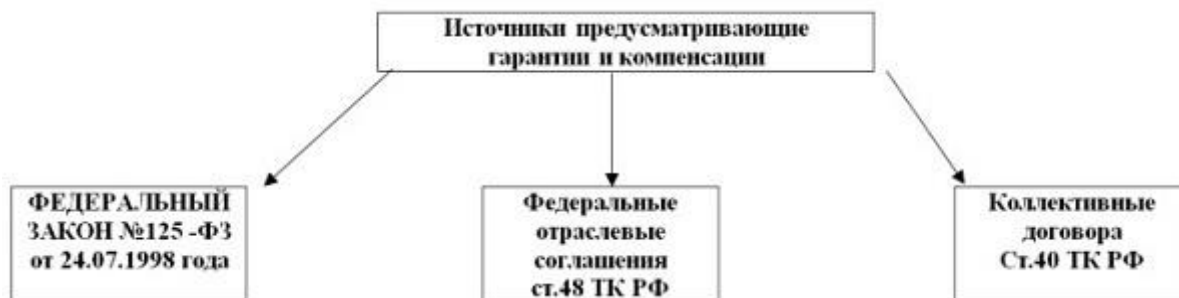 Источники предусматривающие
гарантии и компенсации
ФЕДЕРАЛЬНЫЙ
ЗАКОН №125 -ФЗ
от 24.07.1998 года
Федеральные
отраслевые
соглашения
ст.48 ТК РФ
Коллективные
договора
Ст.40 ТК РФ